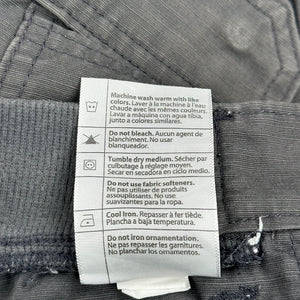 Machine wash warm with like
colors. Laver à la machine à l'eau
chaude avec les mêmes couleurs.
Lavar a máquina con agua tibia,
junto a colores similares.
Do not bleach. Aucun agent de
blanchiment. No usar
blanqueador.
Tumble dry medium. Sécher par
culbutage à réglage moyen.
Secar en secadora en ciclo medio.
Do not use fabric softeners.
Ne pas utiliser de produits
assouplissants. No use
suavizantes para la ropa.
Cool Iron. Repasser à fer tiède.
Plancha a baja temperatura.
Do not iron ornamentation.
Ne pas repasser les garnitures.
No planchar los ornamentos.